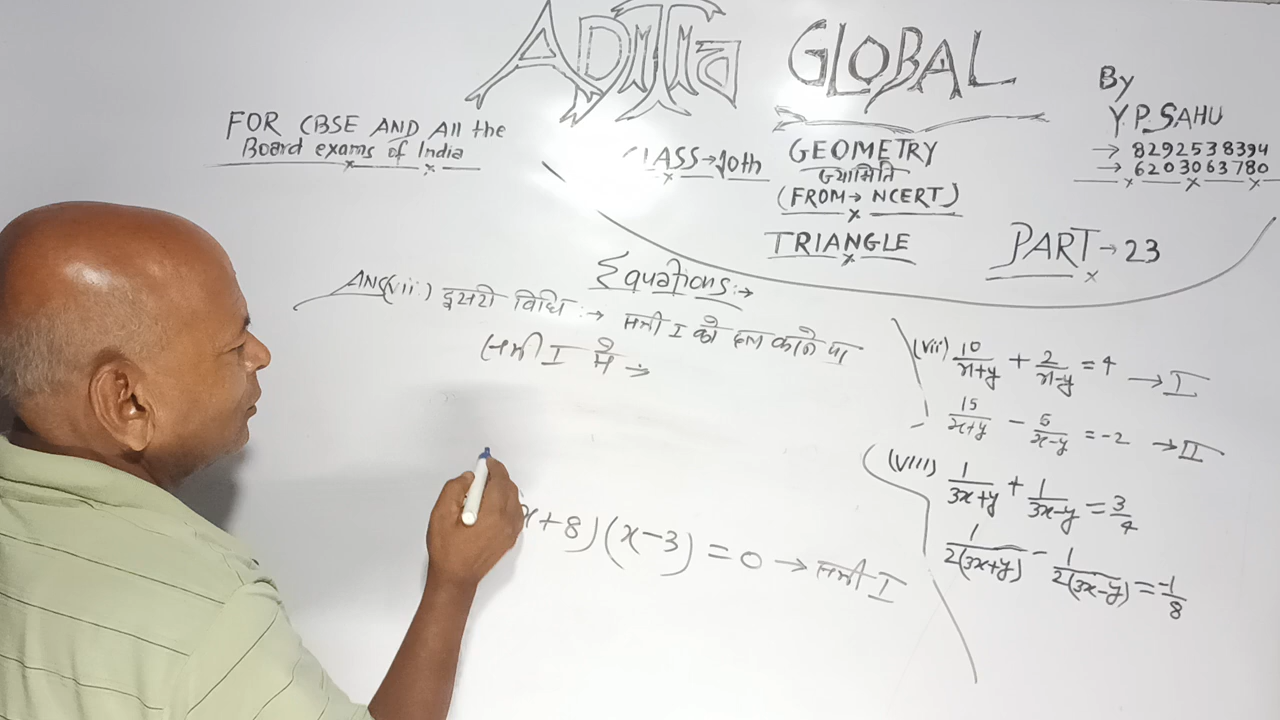 ADITYA GLOBAL
By
Y.P. SAHU
→ 8292538394
→ 6203063780
FOR CBSE AND All the
Board exams of India
CLASS→10th
GEOMETRY
ज्यामिति
(FROM→ NCERT)
TRIANGLE
PART→23
Equations:→
ANS(vii:) दूसरी विधि:→ समी I को हल करने पर
समी I में →
(x+8)(x-3) = 0 → समी I
(vii) 10/(x+y) + 2/(x-y) = 4 → I
15/(x+y) - 5/(x-y) = -2 → II
(viii) 1/(3x+y) + 1/(3x-y) = 3/4
1/2(3x+y) - 1/2(3x-y) = -1/8